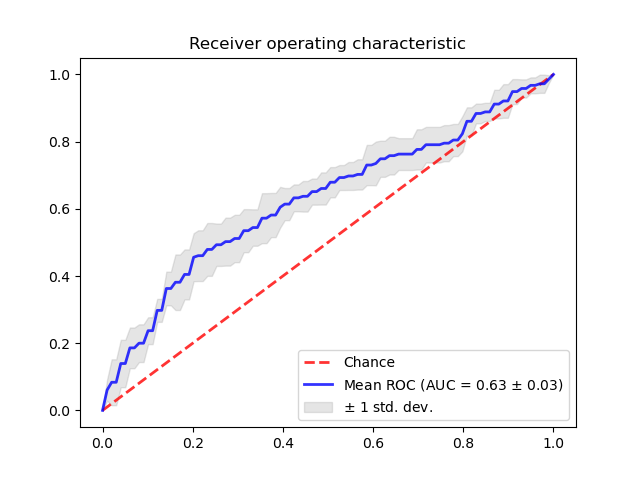 Receiver operating characteristic
1.0
0.8
0.6
0.4
0.2
0.0
Chance
Mean ROC (AUC = 0.63 ± 0.03)
± 1 std. dev.
0.0 0.2 0.4 0.6 0.8 1.0